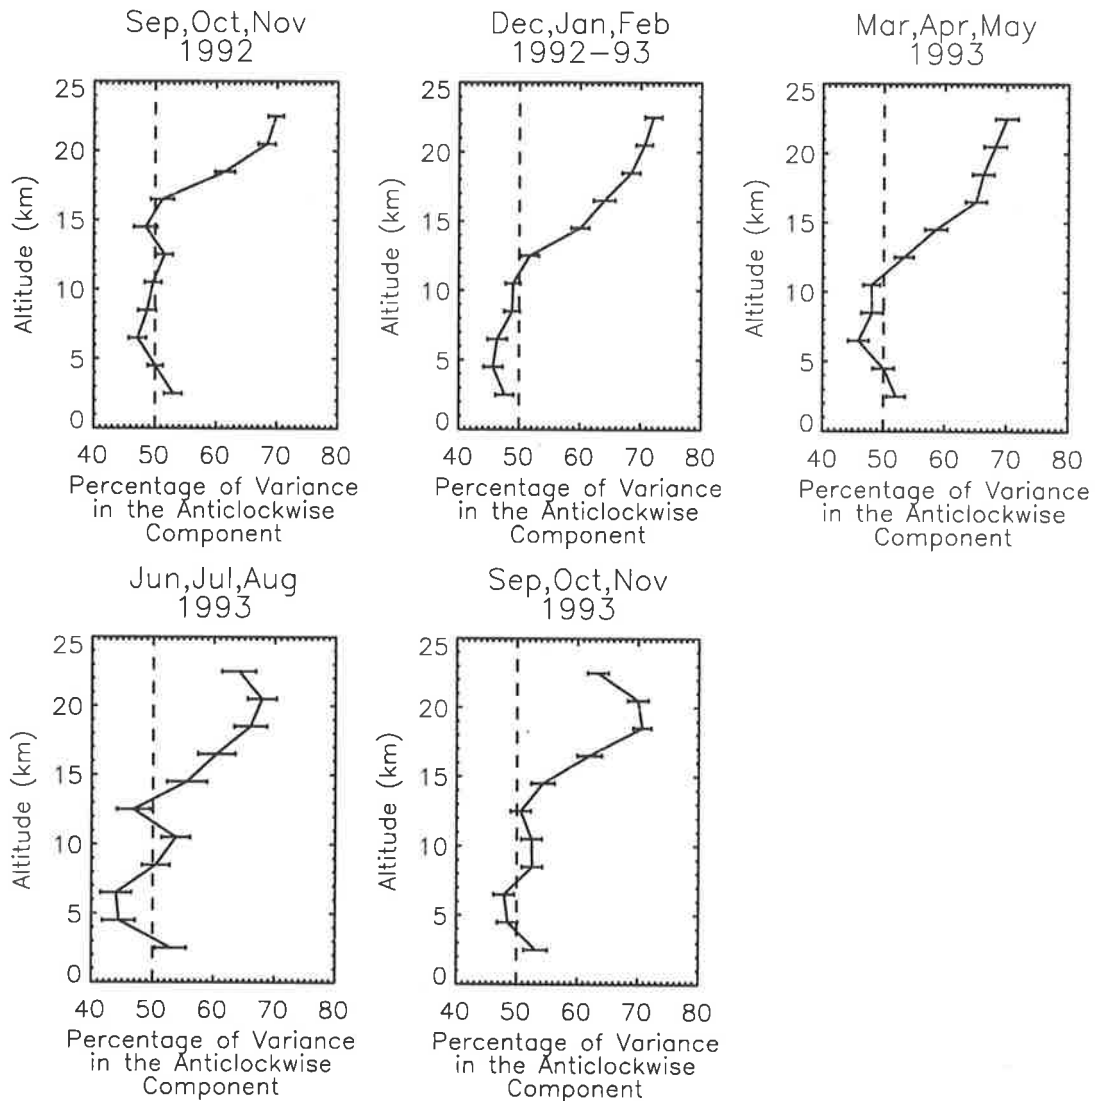 Sep,Oct,Nov
1992
Altitude (km)
25
20
15
10
5
0
40 50 60 70 80
Percentage of Variance
in the Anticlockwise
Component
Dec,Jan,Feb
1992-93
Altitude (km)
25
20
15
10
5
0
40 50 60 70 80
Percentage of Variance
in the Anticlockwise
Component
Mar,Apr,May
1993
Altitude (km)
25
20
15
10
5
0
40 50 60 70 80
Percentage of Variance
in the Anticlockwise
Component
Jun,Jul,Aug
1993
Altitude (km)
25
20
15
10
5
0
40 50 60 70 80
Percentage of Variance
in the Anticlockwise
Component
Sep,Oct,Nov
1993
Altitude (km)
25
20
15
10
5
0
40 50 60 70 80
Percentage of Variance
in the Anticlockwise
Component